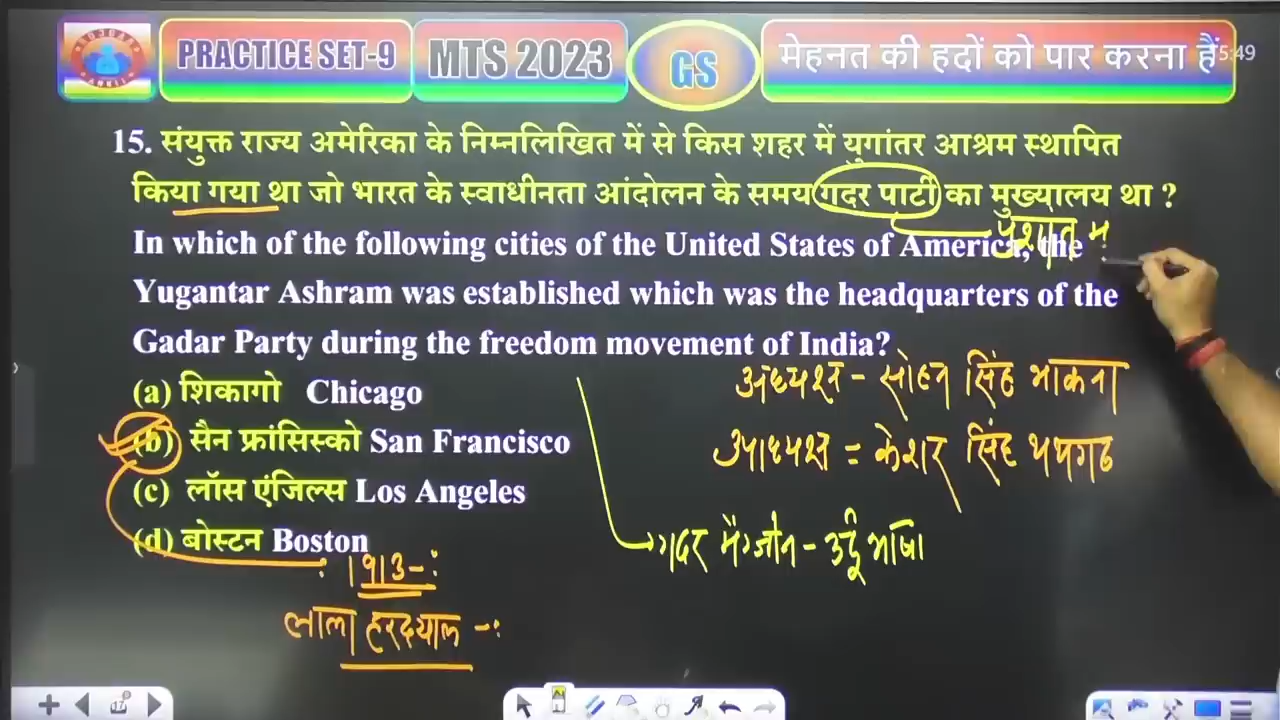 PRACTICE SET-9 MTS 2023 GS मेहनत की हदों को पार करना हैं 5:49
15. संयुक्त राज्य अमेरिका के निम्नलिखित में से किस शहर में युगांतर आश्रम स्थापित
किया गया था जो भारत के स्वाधीनता आंदोलन के समय गदर पार्टी का मुख्यालय था ?
In which of the following cities of the United States of America, the
Yugantar Ashram was established which was the headquarters of the
Gadar Party during the freedom movement of India?
अध्यक्ष - सोहन सिंह भाकना
(a) शिकागो Chicago
(b) सैन फ्रांसिस्को San Francisco
उपाध्यक्ष = केशर सिंह
(c) लॉस एंजिल्स Los Angeles
(d) बोस्टन Boston
गदर मैग्जीन - उर्दू भाषा
1913 -:
लाला हरदयाल -: